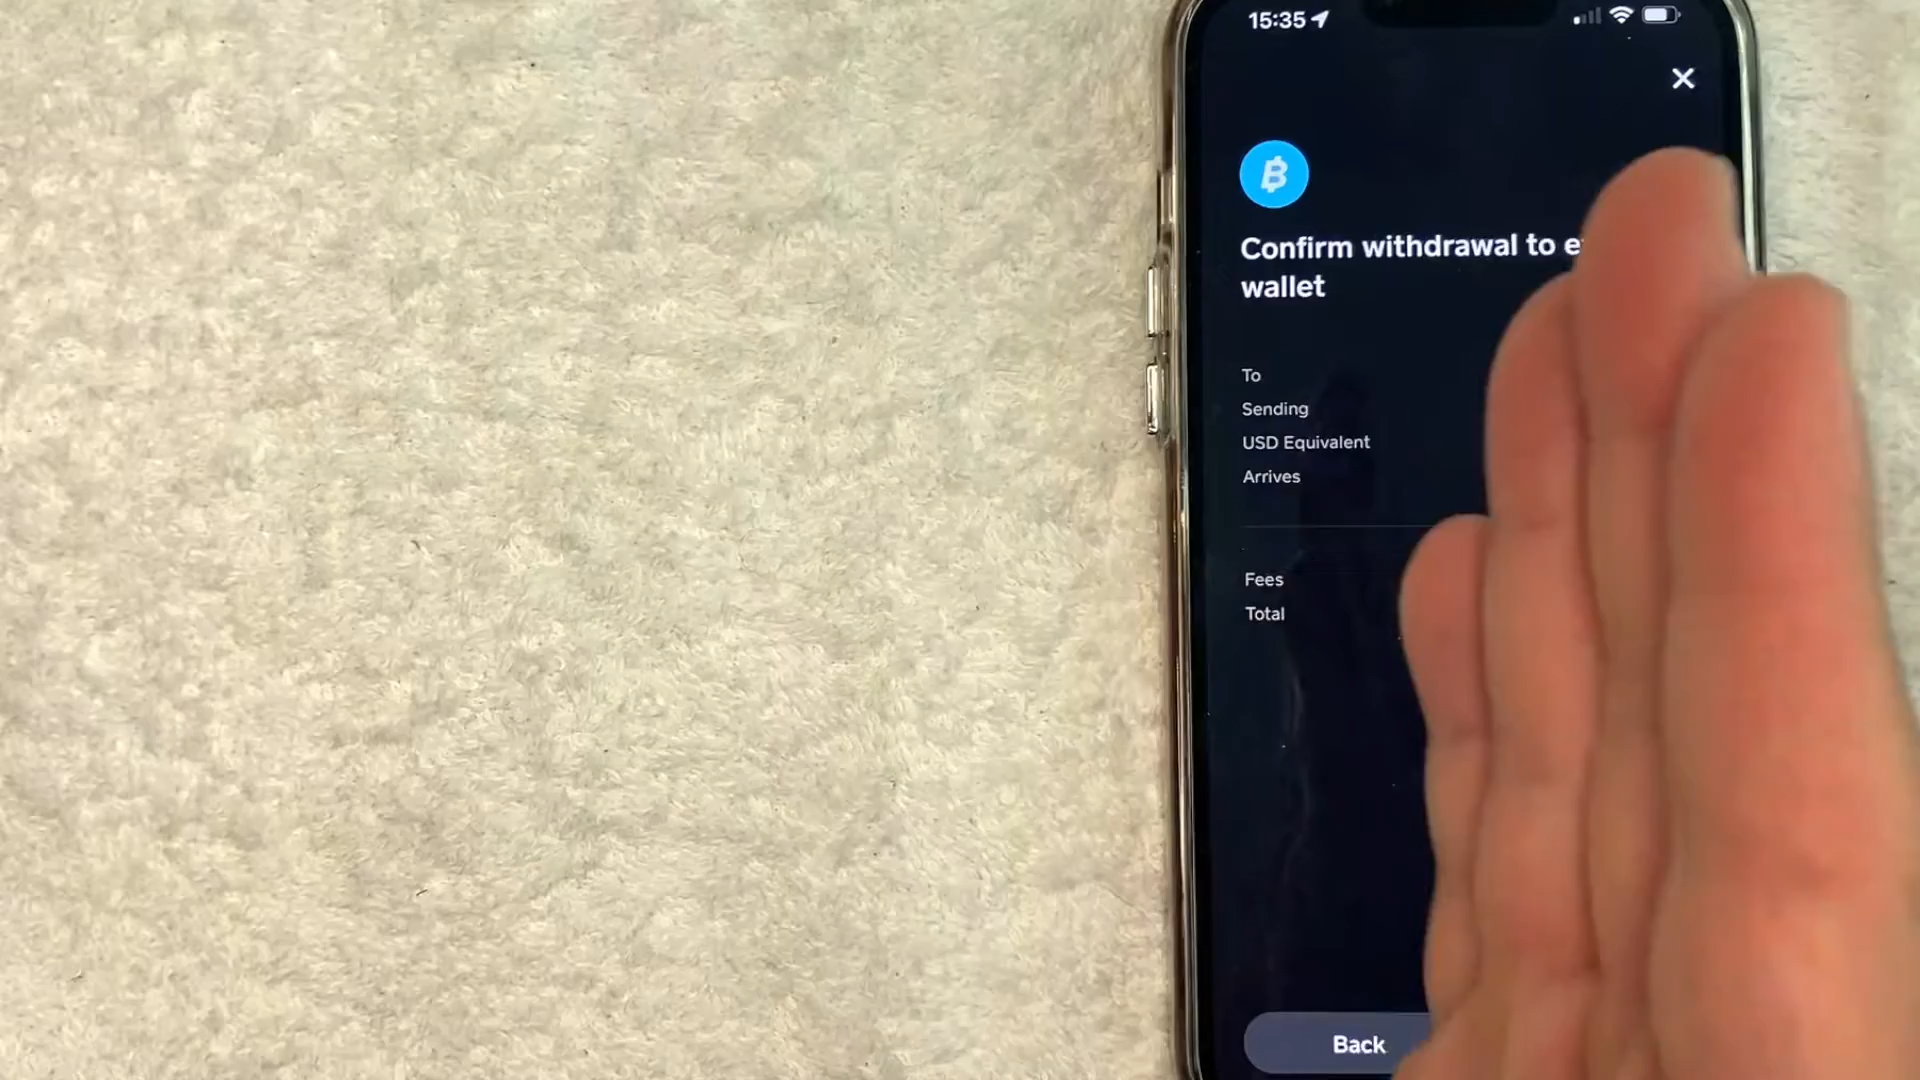 15:35
Confirm withdrawal to
wallet
To
Sending
USD Equivalent
Arrives
Fees
Total
Back